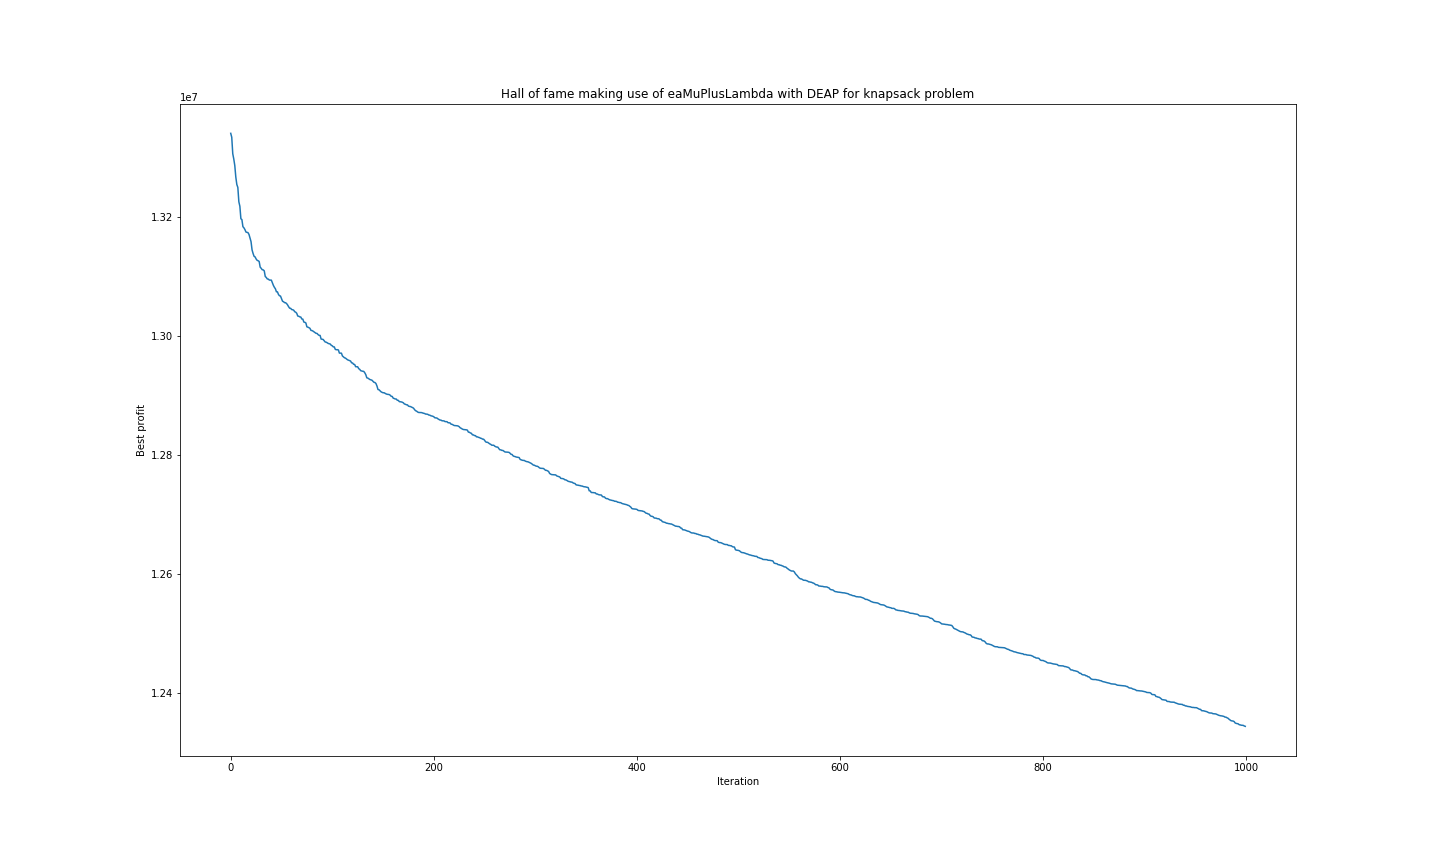 Hall of fame making use of eaMuPlusLambda with DEAP for knapsack problem
1e7
1.32
1.30
1.28
1.26
1.24
Best profit
0 200 400 600 800 1000
Iteration